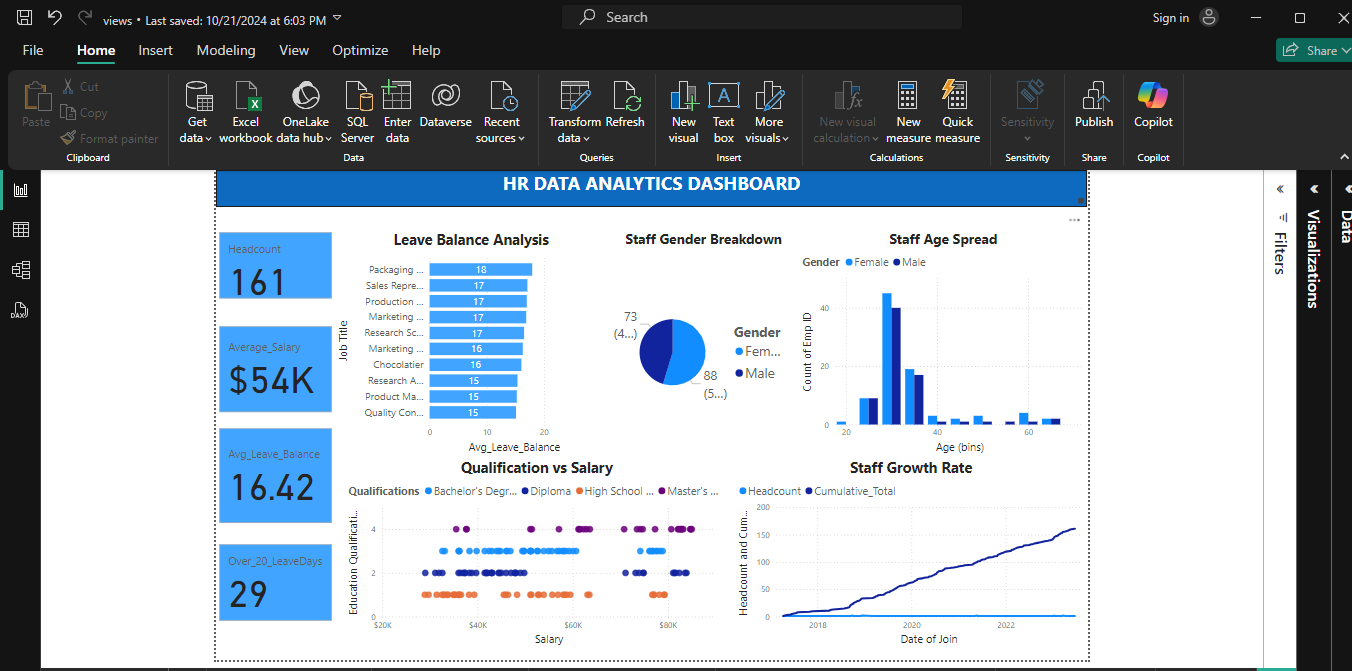 views • Last saved: 10/21/2024 at 6:03 PM
Search
Sign in
File Home Insert Modeling View Optimize Help
Share
Paste
Cut
Copy
Format painter
Clipboard
Get data
Excel workbook
OneLake data hub
SQL Server
Enter data
Dataverse
Recent sources
Data
Transform data
Refresh
Queries
New visual
Text box
More visuals
Insert
New visual calculation
New measure
Quick measure
Calculations
Sensitivity
Sensitivity
Publish
Share
Copilot
Copilot
HR DATA ANALYTICS DASHBOARD
Headcount
161
Average_Salary
$54K
Avg_Leave_Balance
16.42
Over_20_LeaveDays
29
Leave Balance Analysis
Job Title
Packaging ... 18
Sales Repre... 17
Production ... 17
Marketing ... 17
Research Sc... 17
Marketing ... 16
Chocolatier 16
Research A... 15
Product Ma... 15
Quality Con... 15
0 10 20
Avg_Leave_Balance
Staff Gender Breakdown
73
(4...)
88
(5...)
Gender
Fem...
Male
Staff Age Spread
Gender Female Male
Count of Emp ID
40
20
0
20 40 60
Age (bins)
Qualification vs Salary
Qualifications Bachelor's Degr... Diploma High School ... Master's ...
Education Qualificati...
4
2
0
$20K $40K $60K $80K
Salary
Staff Growth Rate
Headcount Cumulative_Total
Headcount and Cum...
200
150
100
50
0
2018 2020 2022
Date of Join
Filters
Visualizations
Data
DAX